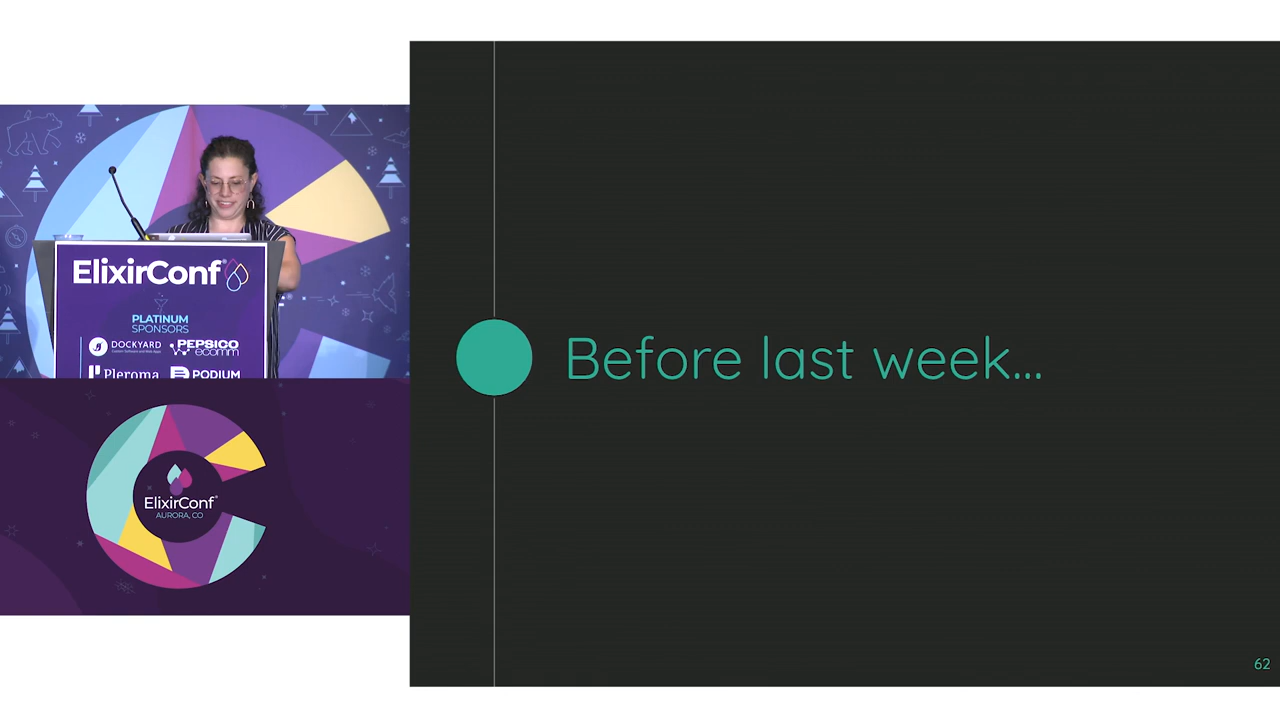 ElixirConf
PLATINUM
SPONSORS
DOCKYARD
PEPSICO
ecomm
Pleroma
PODIUM
ElixirConf
AURORA, CO
Before last week...
62